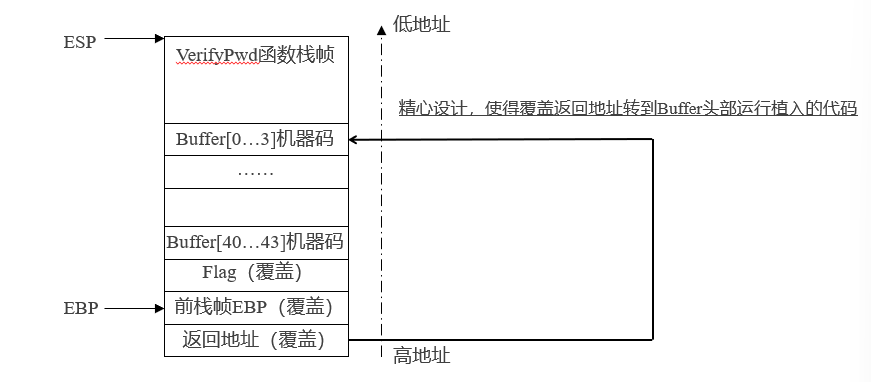 低地址
ESP
VerifyPwd函数栈帧
精心设计，使得覆盖返回地址转到Buffer头部运行植入的代码
Buffer[0…3]机器码
……
Buffer[40…43]机器码
Flag（覆盖）
EBP
前栈帧EBP（覆盖）
返回地址（覆盖）
高地址